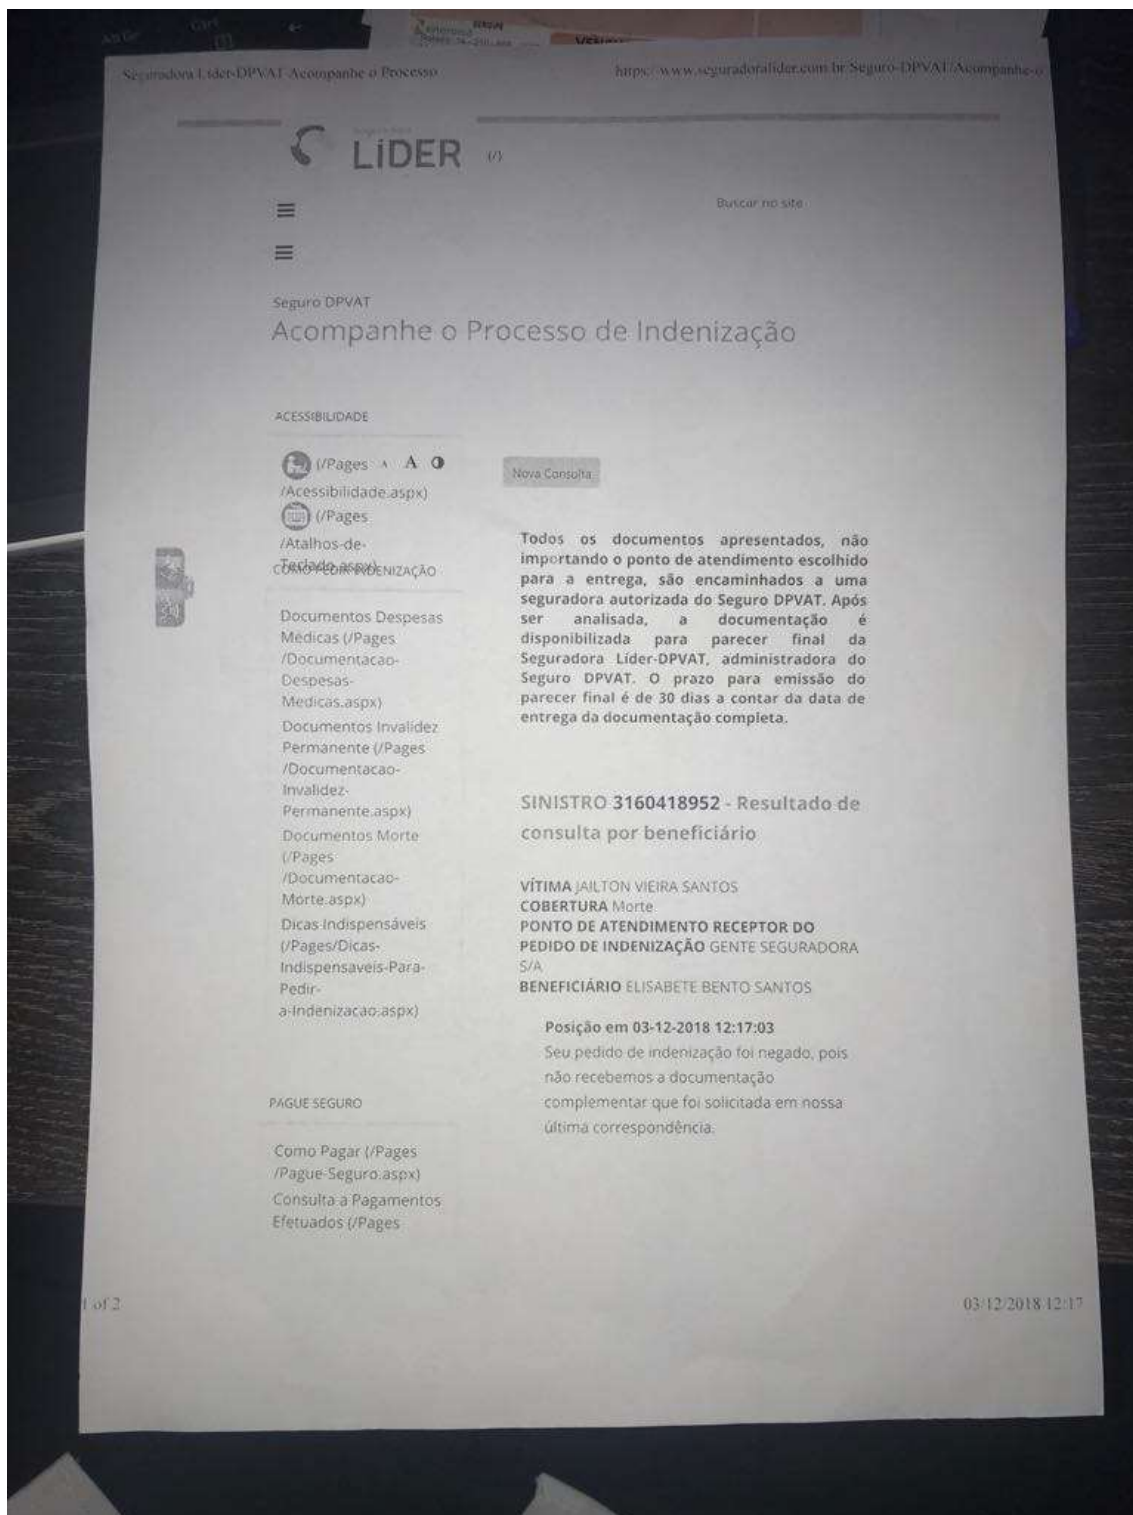 Seguradora Líder-DPVAT Acompanhe o Processo
https://www.seguradoralider.com.br/Seguro-DPVAT/Acompanhe-o
LÍDER (/)
Buscar no site
Seguro DPVAT
Acompanhe o Processo de Indenização
ACESSIBILIDADE
(/Pages A A
/Acessibilidade.aspx)
(/Pages
/Atalhos-de-
Teclado.aspx)
COMO PEDIR INDENIZAÇÃO
Documentos Despesas
Médicas (/Pages
/Documentacao-
Despesas-
Medicas.aspx)
Documentos Invalidez
Permanente (/Pages
/Documentacao-
Invalidez-
Permanente.aspx)
Documentos Morte
(/Pages
/Documentacao-
Morte.aspx)
Dicas Indispensáveis
(/Pages/Dicas-
Indispensaveis-Para-
Pedir-
a-Indenizacao.aspx)
PAGUE SEGURO
Como Pagar (/Pages
/Pague-Seguro.aspx)
Consulta a Pagamentos
Efetuados (/Pages
Nova Consulta
Todos os documentos apresentados, não
importando o ponto de atendimento escolhido
para a entrega, são encaminhados a uma
seguradora autorizada do Seguro DPVAT. Após
ser analisada, a documentação é
disponibilizada para parecer final da
Seguradora Líder-DPVAT, administradora do
Seguro DPVAT. O prazo para emissão do
parecer final é de 30 dias a contar da data de
entrega da documentação completa.
SINISTRO 3160418952 - Resultado de
consulta por beneficiário
VÍTIMA JAILTON VIEIRA SANTOS
COBERTURA Morte
PONTO DE ATENDIMENTO RECEPTOR DO
PEDIDO DE INDENIZAÇÃO GENTE SEGURADORA
S/A
BENEFICIÁRIO ELISABETE BENTO SANTOS
Posição em 03-12-2018 12:17:03
Seu pedido de indenização foi negado, pois
não recebemos a documentação
complementar que foi solicitada em nossa
última correspondência.
1 of 2
03/12/2018 12:17